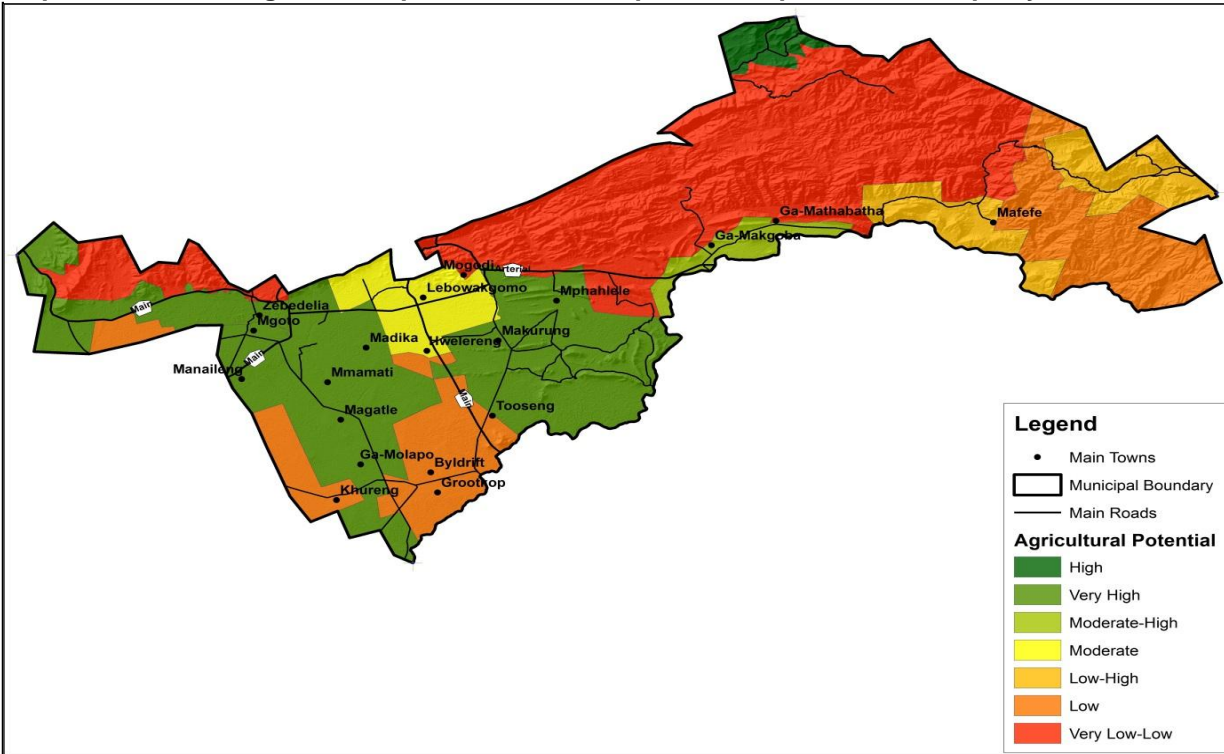 Ga-Mathabatha
Mafefe
Ga-Makgoba
Mogodi
Arterial
Lebowakgomo
Mphahlele
Main
Zebedelia
Mgoto
Madika
Hwelereng
Makurung
Main
Manaileng
Mmamati
Main
Magatle
Tooseng
Ga-Molapo
Byldrift
Khureng
Grootkop
Legend
Main Towns
Municipal Boundary
Main Roads
Agricultural Potential
High
Very High
Moderate-High
Moderate
Low-High
Low
Very Low-Low